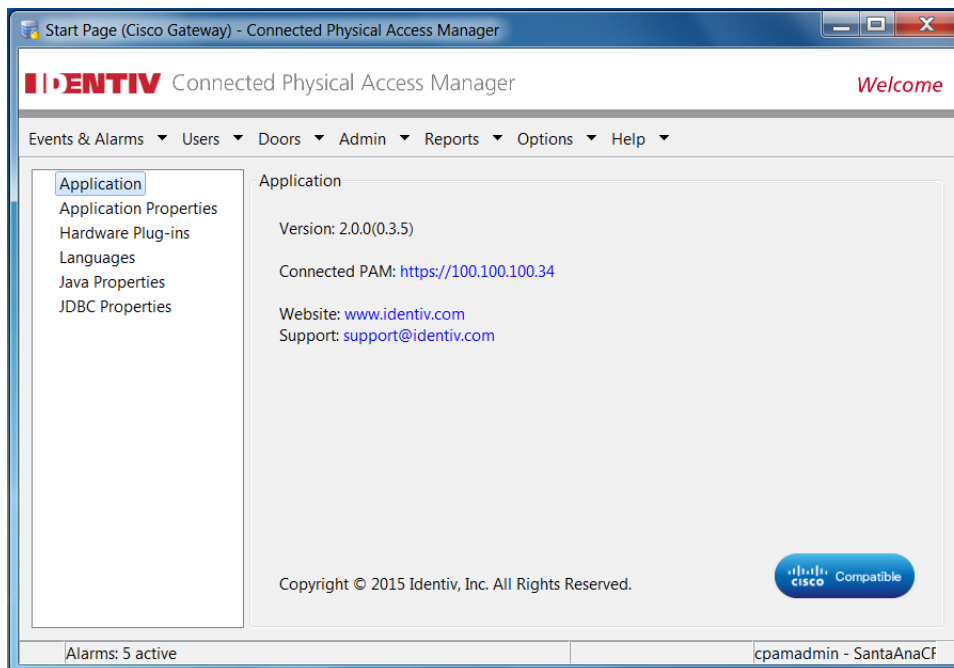 Start Page (Cisco Gateway) - Connected Physical Access Manager
IDENTIV Connected Physical Access Manager Welcome
Events & Alarms Users Doors Admin Reports Options Help
Application
Application Properties
Hardware Plug-ins
Languages
Java Properties
JDBC Properties
Application
Version: 2.0.0(0.3.5)
Connected PAM: https://100.100.100.34
Website: www.identiv.com
Support: support@identiv.com
Copyright © 2015 Identiv, Inc. All Rights Reserved.
cisco Compatible
Alarms: 5 active
cpamadmin - SantaAnaCF